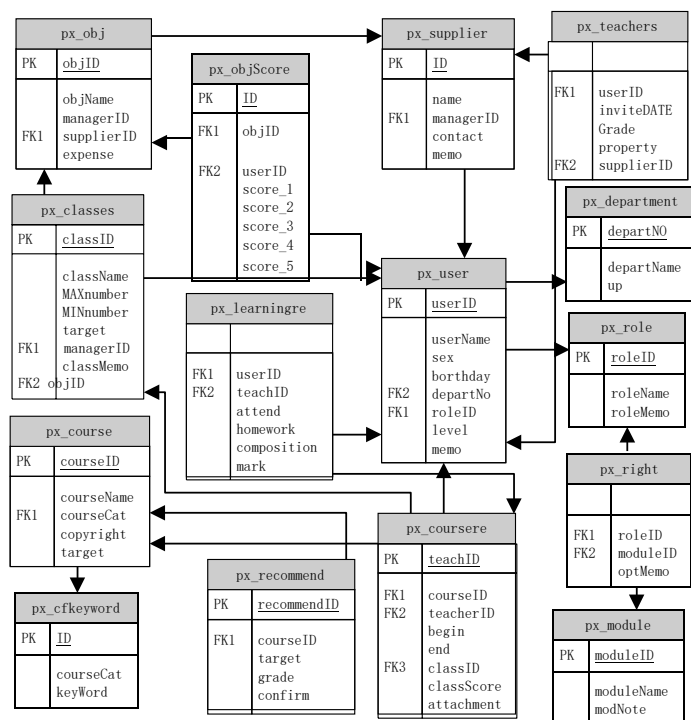 px_obj
PK objID
objName
managerID
FK1 supplierID
expense
px_objScore
PK ID
FK1 objID
FK2 userID
score_1
score_2
score_3
score_4
score_5
px_supplier
PK ID
name
FK1 managerID
contact
memo
px_teachers
FK1 userID
inviteDATE
Grade
property
FK2 supplierID
px_classes
PK classID
className
MAXnumber
MINnumber
target
FK1 managerID
classMemo
FK2 objID
px_learningre
FK1 userID
FK2 teachID
attend
homework
composition
mark
px_user
PK userID
userName
sex
borthday
FK2 departNo
FK1 roleID
level
memo
px_department
PK departNO
departName
up
px_role
PK roleID
roleName
roleMemo
px_course
PK courseID
courseName
FK1 courseCat
copyright
target
px_cfkeyword
PK ID
courseCat
keyWord
px_recommend
PK recommendID
FK1 courseID
target
grade
confirm
px_coursere
PK teachID
FK1 courseID
FK2 teacherID
begin
end
FK3 classID
classScore
attachment
px_right
FK1 roleID
FK2 moduleID
optMemo
px_module
PK moduleID
moduleName
modNote